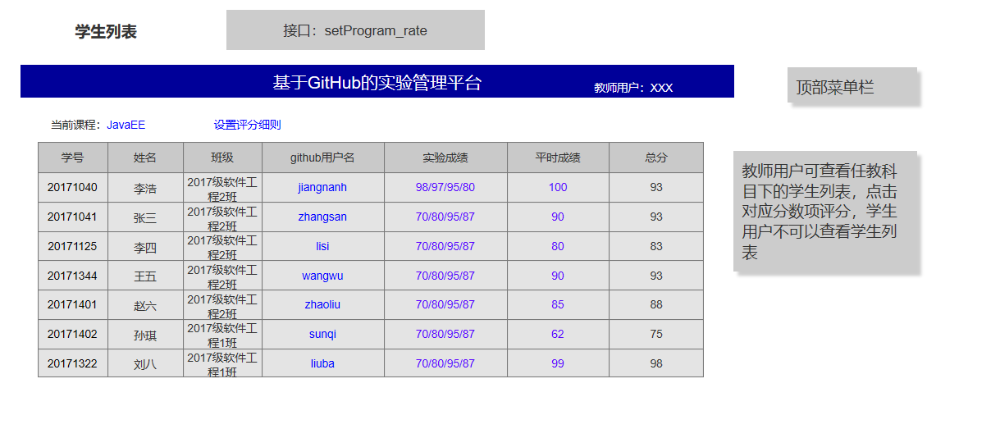 学生列表
接口：setProgram_rate
基于GitHub的实验管理平台
教师用户：XXX
顶部菜单栏
当前课程：JavaEE 设置评分细则
学号 姓名 班级 github用户名 实验成绩 平时成绩 总分
20171040 李浩 2017级软件工 jiangnanh 98/97/95/80 100 93
程2班
20171041 张三 2017级软件工 zhangsan 70/80/95/87 90 93
程2班
20171125 李四 2017级软件工 lisi 70/80/95/87 80 83
程2班
20171344 王五 2017级软件工 wangwu 70/80/95/87 90 93
程2班
20171401 赵六 2017级软件工 zhaoliu 70/80/95/87 85 88
程2班
20171402 孙琪 2017级软件工 sunqi 70/80/95/87 62 75
程1班
20171322 刘八 2017级软件工 liuba 70/80/95/87 99 98
程1班
教师用户可查看任教科
目下的学生列表，点击
对应分数项评分，学生
用户不可以查看学生列
表